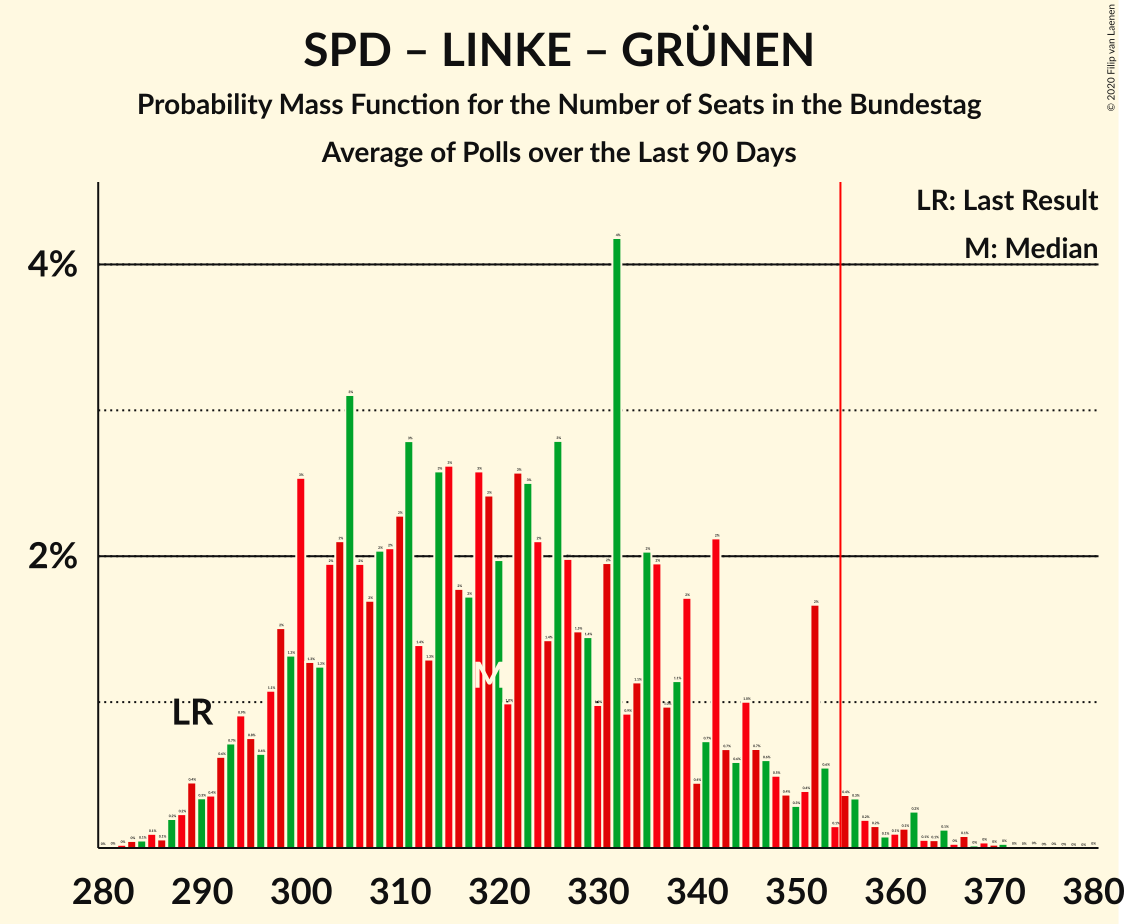 SPD – LINKE – GRÜNEN
Probability Mass Function for the Number of Seats in the Bundestag
Average of Polls over the Last 90 Days
© 2020 Filip van Laenen
LR: Last Result
M: Median
4%
2%
LR
M
280 290 300 310 320 330 340 350 360 370 380